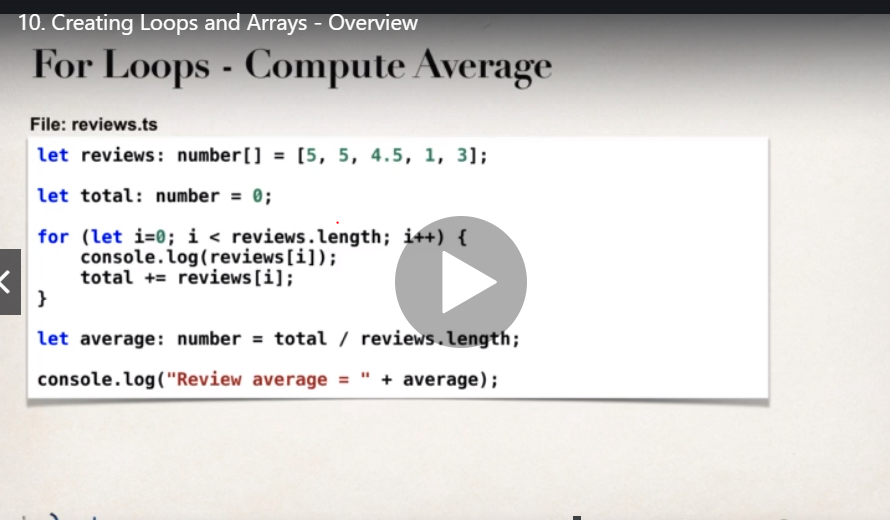 10. Creating Loops and Arrays - Overview
For Loops - Compute Average
File: reviews.ts
let reviews: number[] = [5, 5, 4.5, 1, 3];
let total: number = 0;
for (let i=0; i < reviews.length; i++) {
    console.log(reviews[i]);
    total += reviews[i];
}
let average: number = total / reviews.length;
console.log("Review average = " + average);